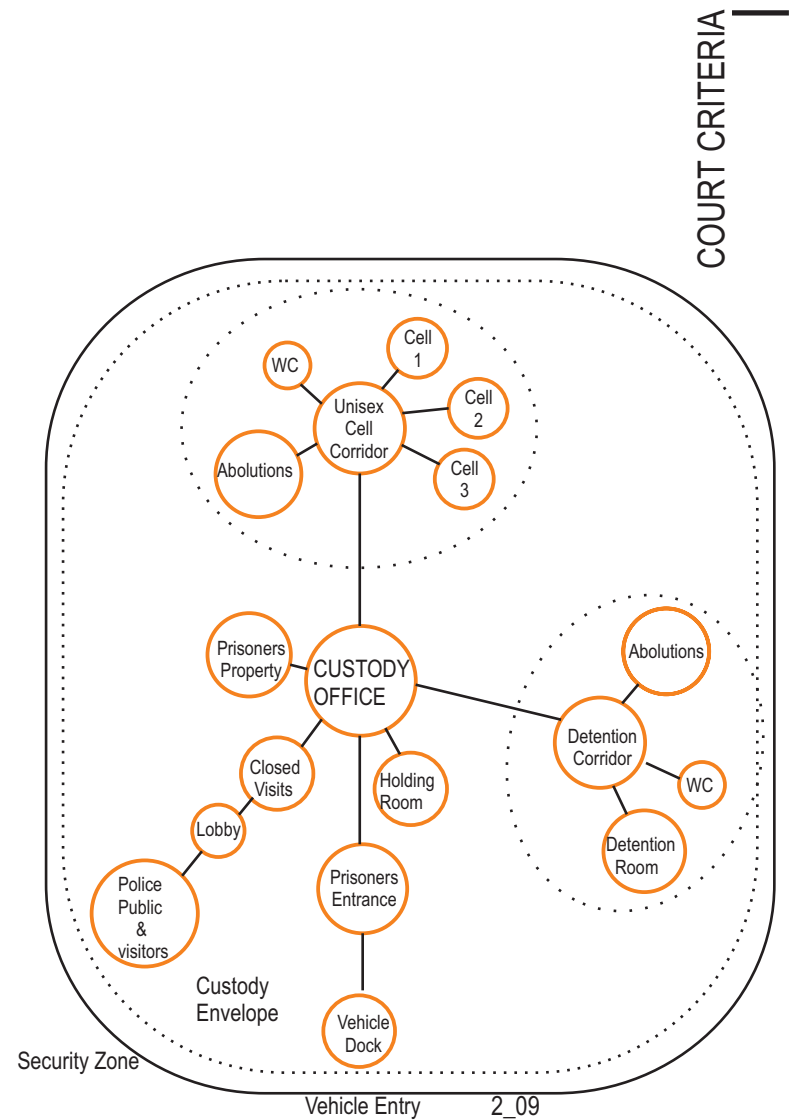 COURT CRITERIA
WC
Cell
1
Unisex
Cell
Corridor
Cell
2
Abolutions
Cell
3
Prisoners
Property
CUSTODY
OFFICE
Abolutions
Detention
Corridor
Closed
Visits
Holding
Room
WC
Lobby
Detention
Room
Police
Public
&
visitors
Prisoners
Entrance
Custody
Envelope
Vehicle
Dock
Security Zone
Vehicle Entry
2_09